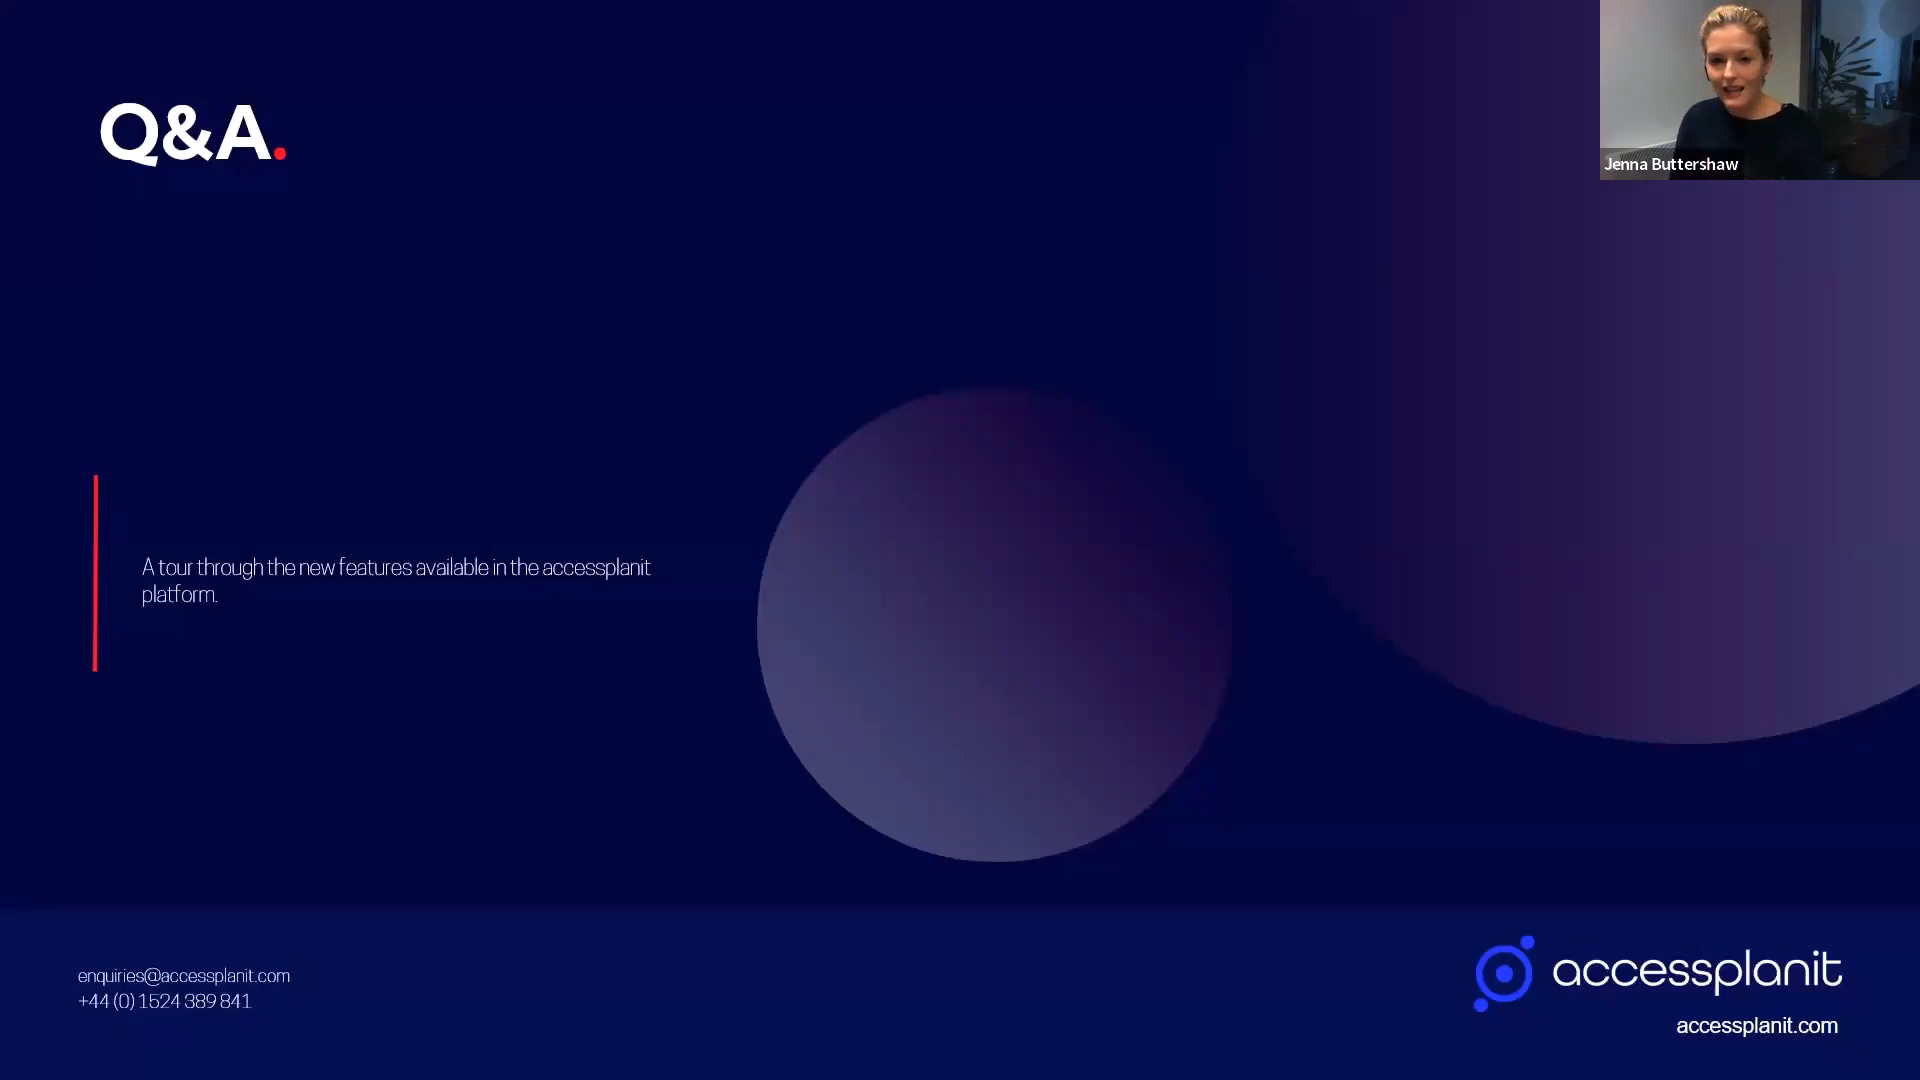 Q&A.
Jenna Buttershaw
A tour through the new features available in the accessplanit
platform.
enquiries@accessplanit.com
+44 (0) 1524 389 841
accessplanit
accessplanit.com